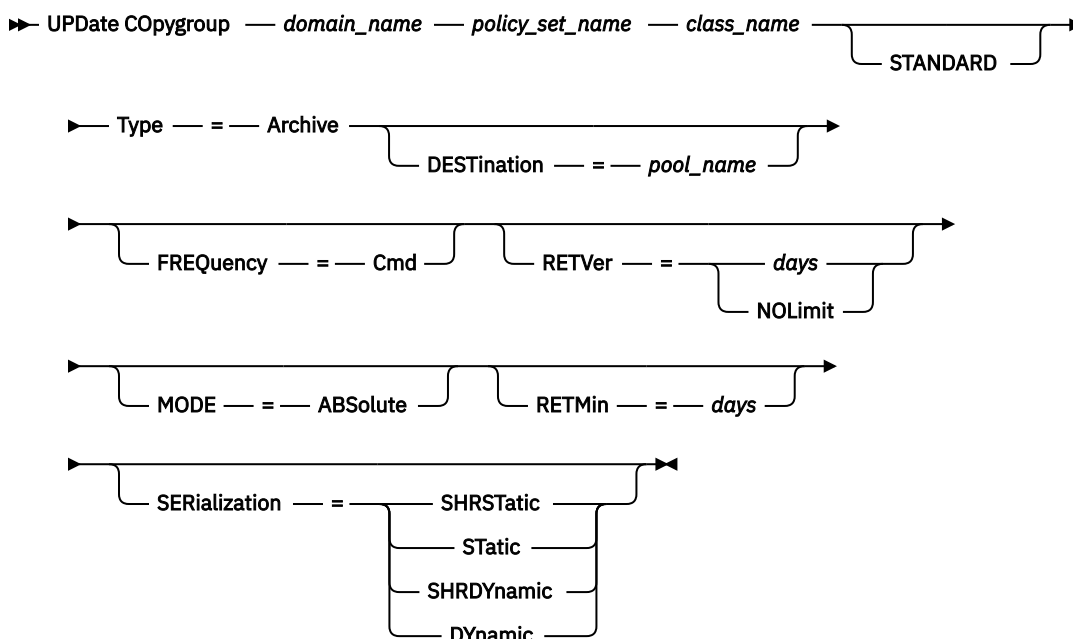 UPDate COpygroup domain_name policy_set_name class_name
STANDARD
Type = Archive
DESTination = pool_name
FREQuency = Cmd RETVer = days
NOLimit
MODE = ABSolute RETMin = days
SERialization = SHRSTatic
STatic
SHRDYnamic
DYnamic